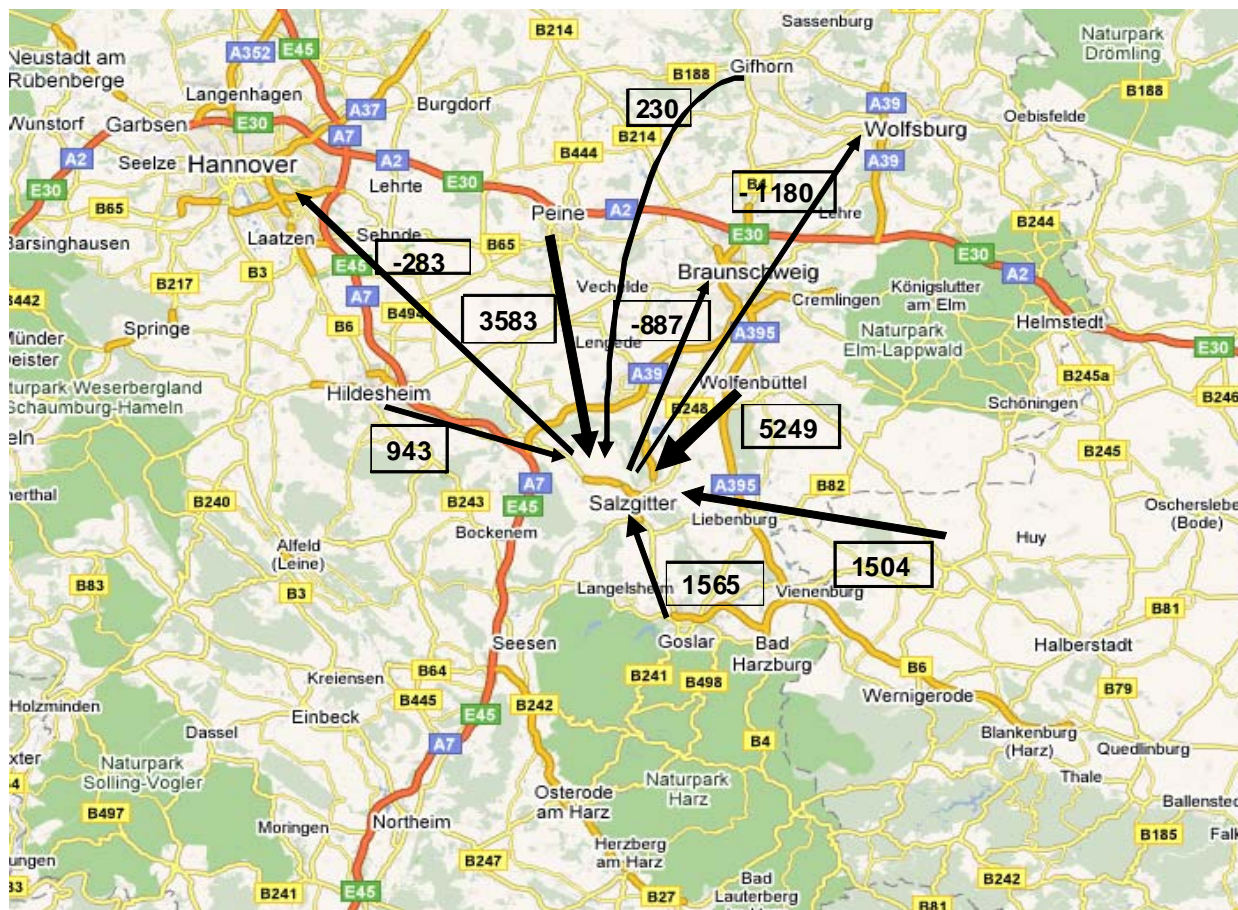 Sassenburg
Naturpark
Drömling
B214
E45
A352
Neustadt am
Rübenberge
Gifhorn
B188
B188
Langenhagen
Burgdorf
A37
230
A39
Oebisfelde
Wunstorf
Garbsen
E30
A7
B214
Wolfsburg
A2
Seelze
Hannover
A2
B444
A39
E30
Lehrte
E30
B4
-1180
B65
Peine
A2
Lehre
B244
Barsinghausen
Laatzen
Sehnde
B65
E30
E30
B3
E45
-283
Braunschweig
A2
B217
Vechelde
Königslutter
am Elm
B442
A7
B494
3583
-887
Cremlingen
Springe
B6
Lengede
A395
Naturpark
Elm-Lappwald
Helmstedt
E30
A39
Wolfenbüttel
B245a
Hildesheim
B246
Schaumburg-Hameln
B248
Schöningen
943
5249
B245
A7
A395
B82
B240
B243
E45
Salzgitter
Liebenburg
Oscherslebe
(Bode)
Bockenem
Huy
Alfeld
(Leine)
1504
B83
B3
Langelsheim
1565
Vienenburg
B81
Seesen
Goslar
Bad
Harzburg
Halberstadt
Kreiensen
B64
B241
B498
B6
B79
Holzminden
B445
B242
Wernigerode
Einbeck
E45
Dassel
A7
B4
Blankenburg
(Harz)
Quedlinburg
Naturpark
Solling-Vogler
Naturpark
Harz
Thale
B497
Osterode
am Harz
Ballensted
Moringen
Northeim
B185
Herzberg
am Harz
B247
Bad
Lauterberg
B242
B241
E45
B27
B81